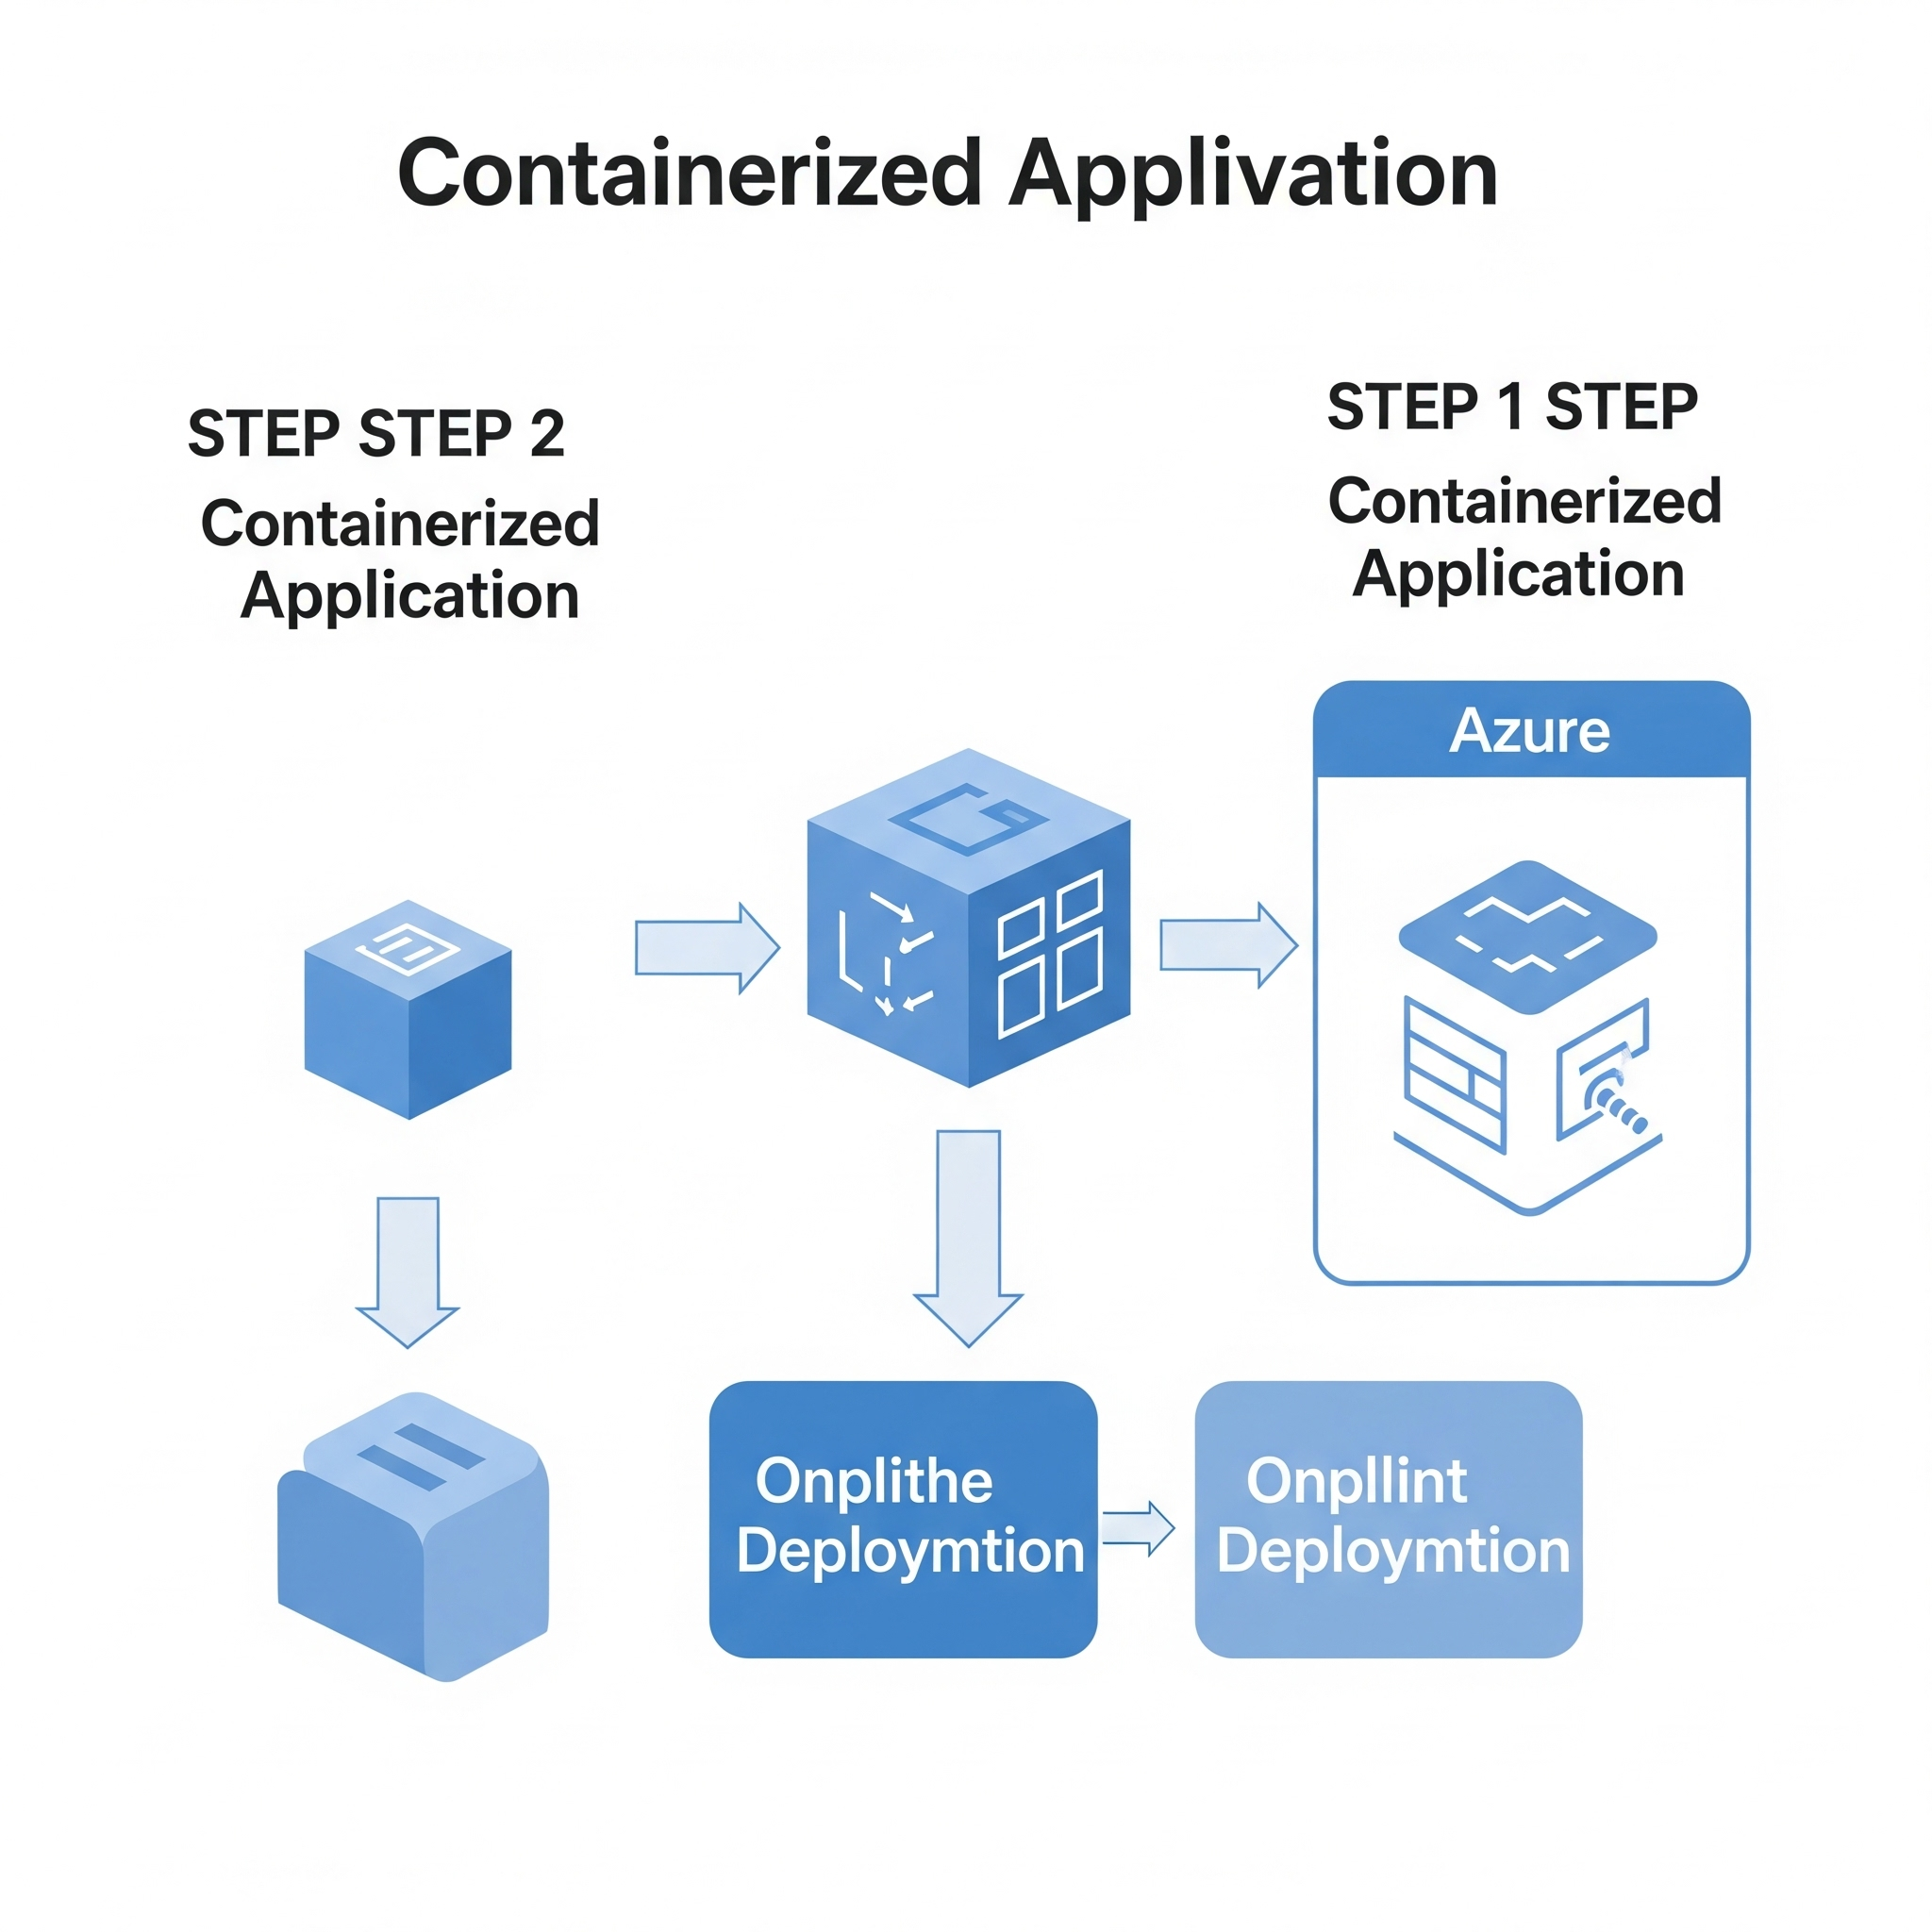 Containerized Applivation
STEP STEP 2
Containerized
Application
STEP 1 STEP
Containerized
Application
Azure
Onplithe
Deploymtion
Onpllint
Deploymtion